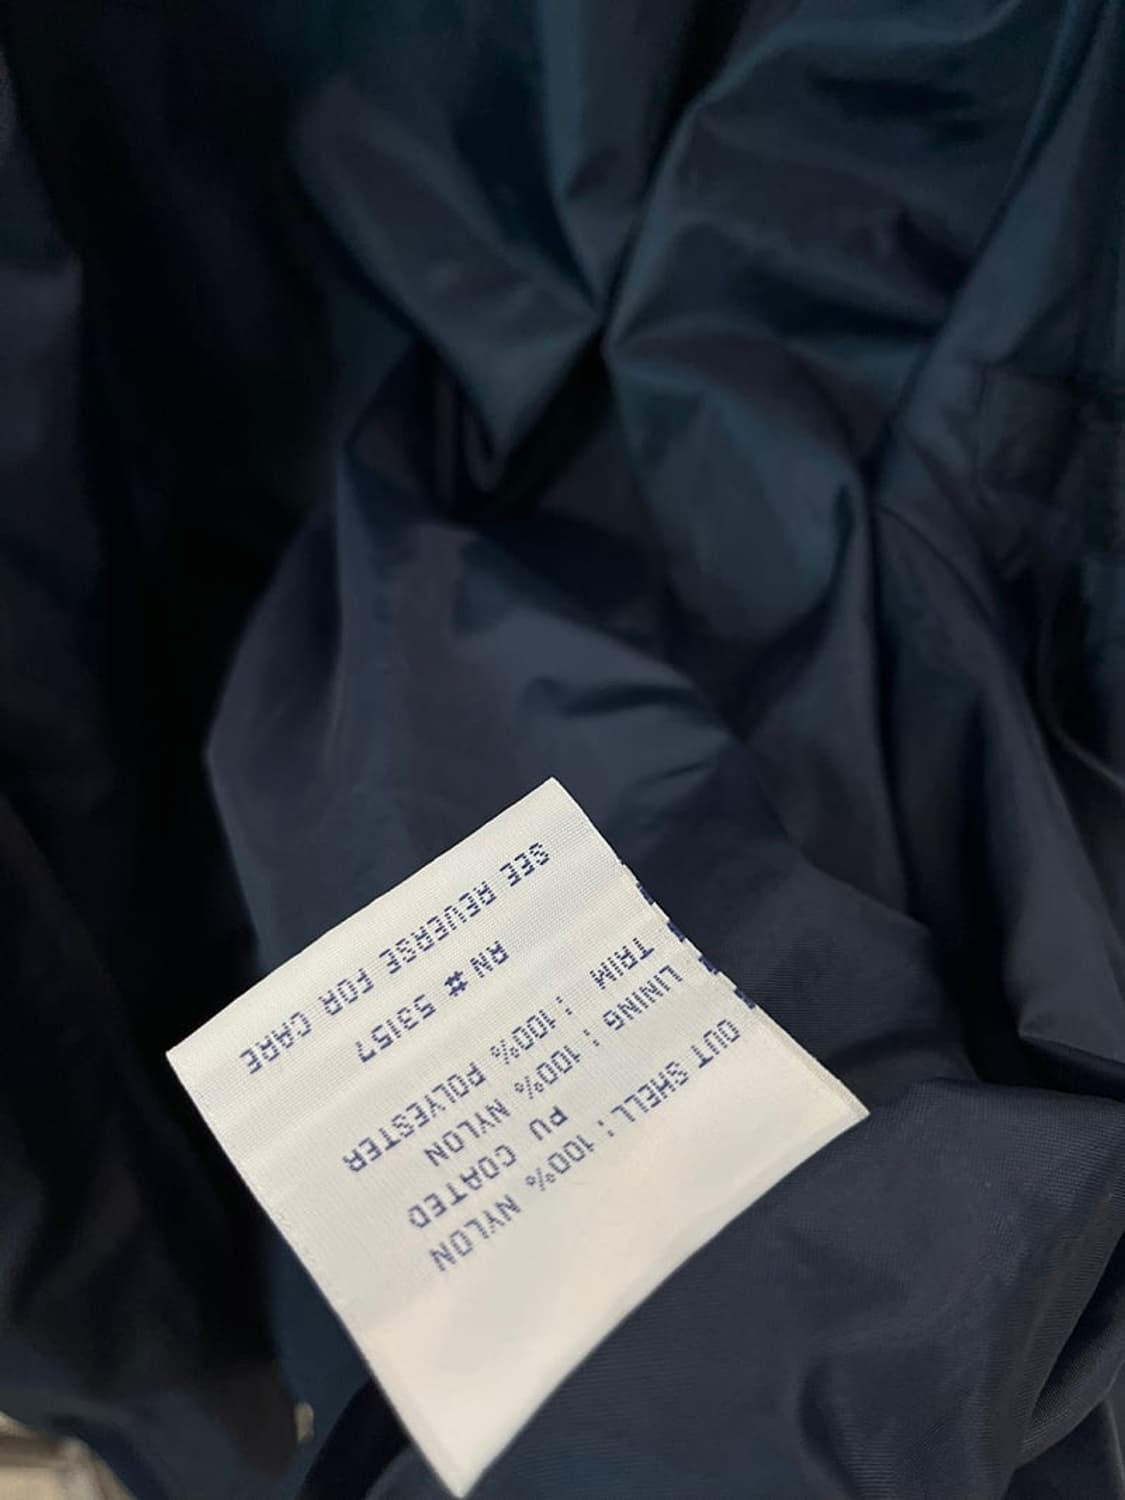 OUT SHELL : 100% NYLON
PU COATED
LINING : 100% NYLON
TRIM : 100% POLYESTER
RN # 53157
SEE REVERSE FOR CARE